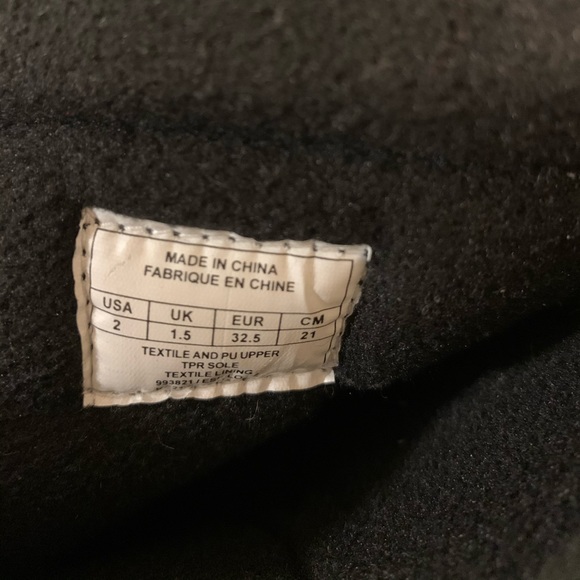 MADE IN CHINA
FABRIQUE EN CHINE
USA UK EUR CM
2 1.5 32.5 21
TEXTILE AND PU UPPER
TPR SOLE
TEXTILE LINING
993821/